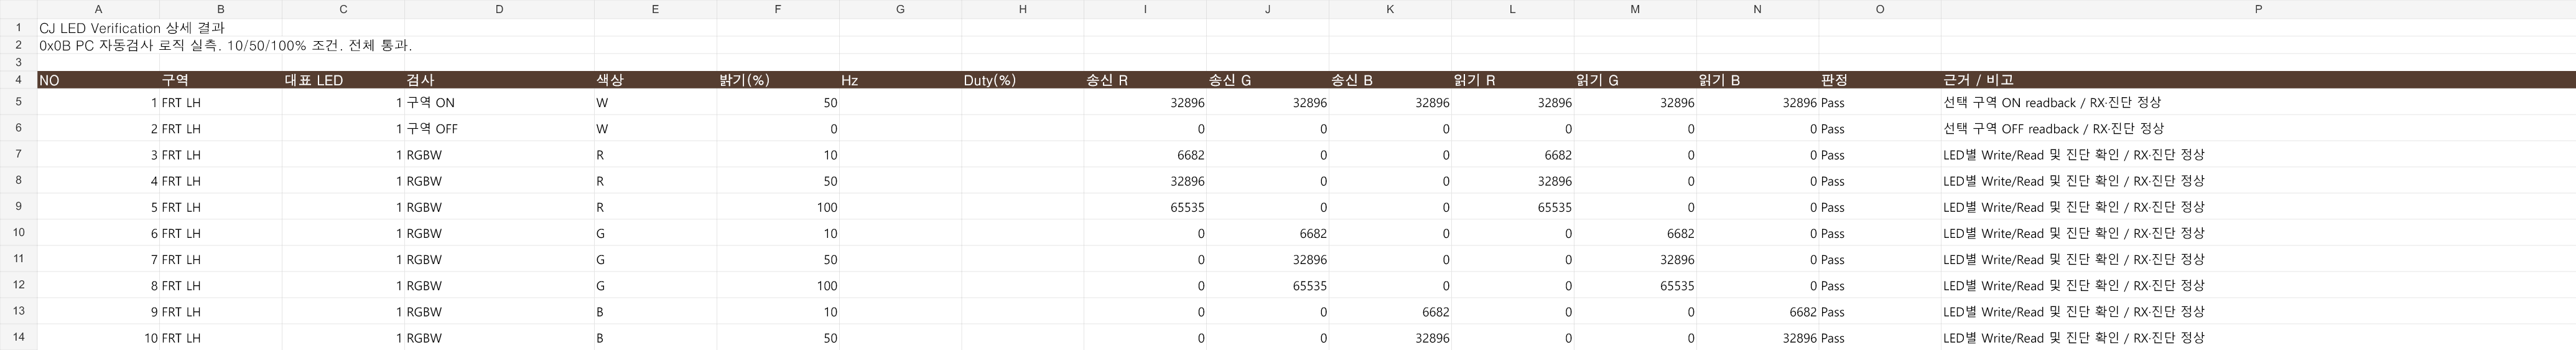 A B C D E F G H I J K L M N O P
1 CJ LED Verification 상세 결과
2 0x0B PC 자동검사 로직 실측. 10/50/100% 조건. 전체 통과.
3
4 NO 구역 대표 LED 검사 색상 밝기(%) Hz Duty(%) 송신 R 송신 G 송신 B 읽기 R 읽기 G 읽기 B 판정 근거 / 비고
5 1 FRT LH 1 구역 ON W 50 32896 32896 32896 32896 32896 32896 Pass 선택 구역 ON readback / RX·진단 정상
6 2 FRT LH 1 구역 OFF W 0 0 0 0 0 0 0 Pass 선택 구역 OFF readback / RX·진단 정상
7 3 FRT LH 1 RGBW R 10 6682 0 0 6682 0 0 Pass LED별 Write/Read 및 진단 확인 / RX·진단 정상
8 4 FRT LH 1 RGBW R 50 32896 0 0 32896 0 0 Pass LED별 Write/Read 및 진단 확인 / RX·진단 정상
9 5 FRT LH 1 RGBW R 100 65535 0 0 65535 0 0 Pass LED별 Write/Read 및 진단 확인 / RX·진단 정상
10 6 FRT LH 1 RGBW G 10 0 6682 0 0 6682 0 Pass LED별 Write/Read 및 진단 확인 / RX·진단 정상
11 7 FRT LH 1 RGBW G 50 0 32896 0 0 32896 0 Pass LED별 Write/Read 및 진단 확인 / RX·진단 정상
12 8 FRT LH 1 RGBW G 100 0 65535 0 0 65535 0 Pass LED별 Write/Read 및 진단 확인 / RX·진단 정상
13 9 FRT LH 1 RGBW B 10 0 0 6682 0 0 6682 Pass LED별 Write/Read 및 진단 확인 / RX·진단 정상
14 10 FRT LH 1 RGBW B 50 0 0 32896 0 0 32896 Pass LED별 Write/Read 및 진단 확인 / RX·진단 정상